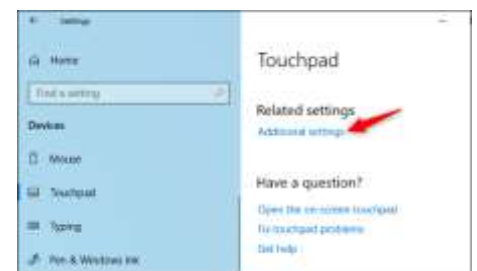 Settings
Home
Find a setting
Devices
Mouse
Touchpad
Typing
Pen & Windows Ink
Touchpad
Related settings
Additional settings
Have a question?
Open the on-screen touchpad
Fix touchpad problems
Get help